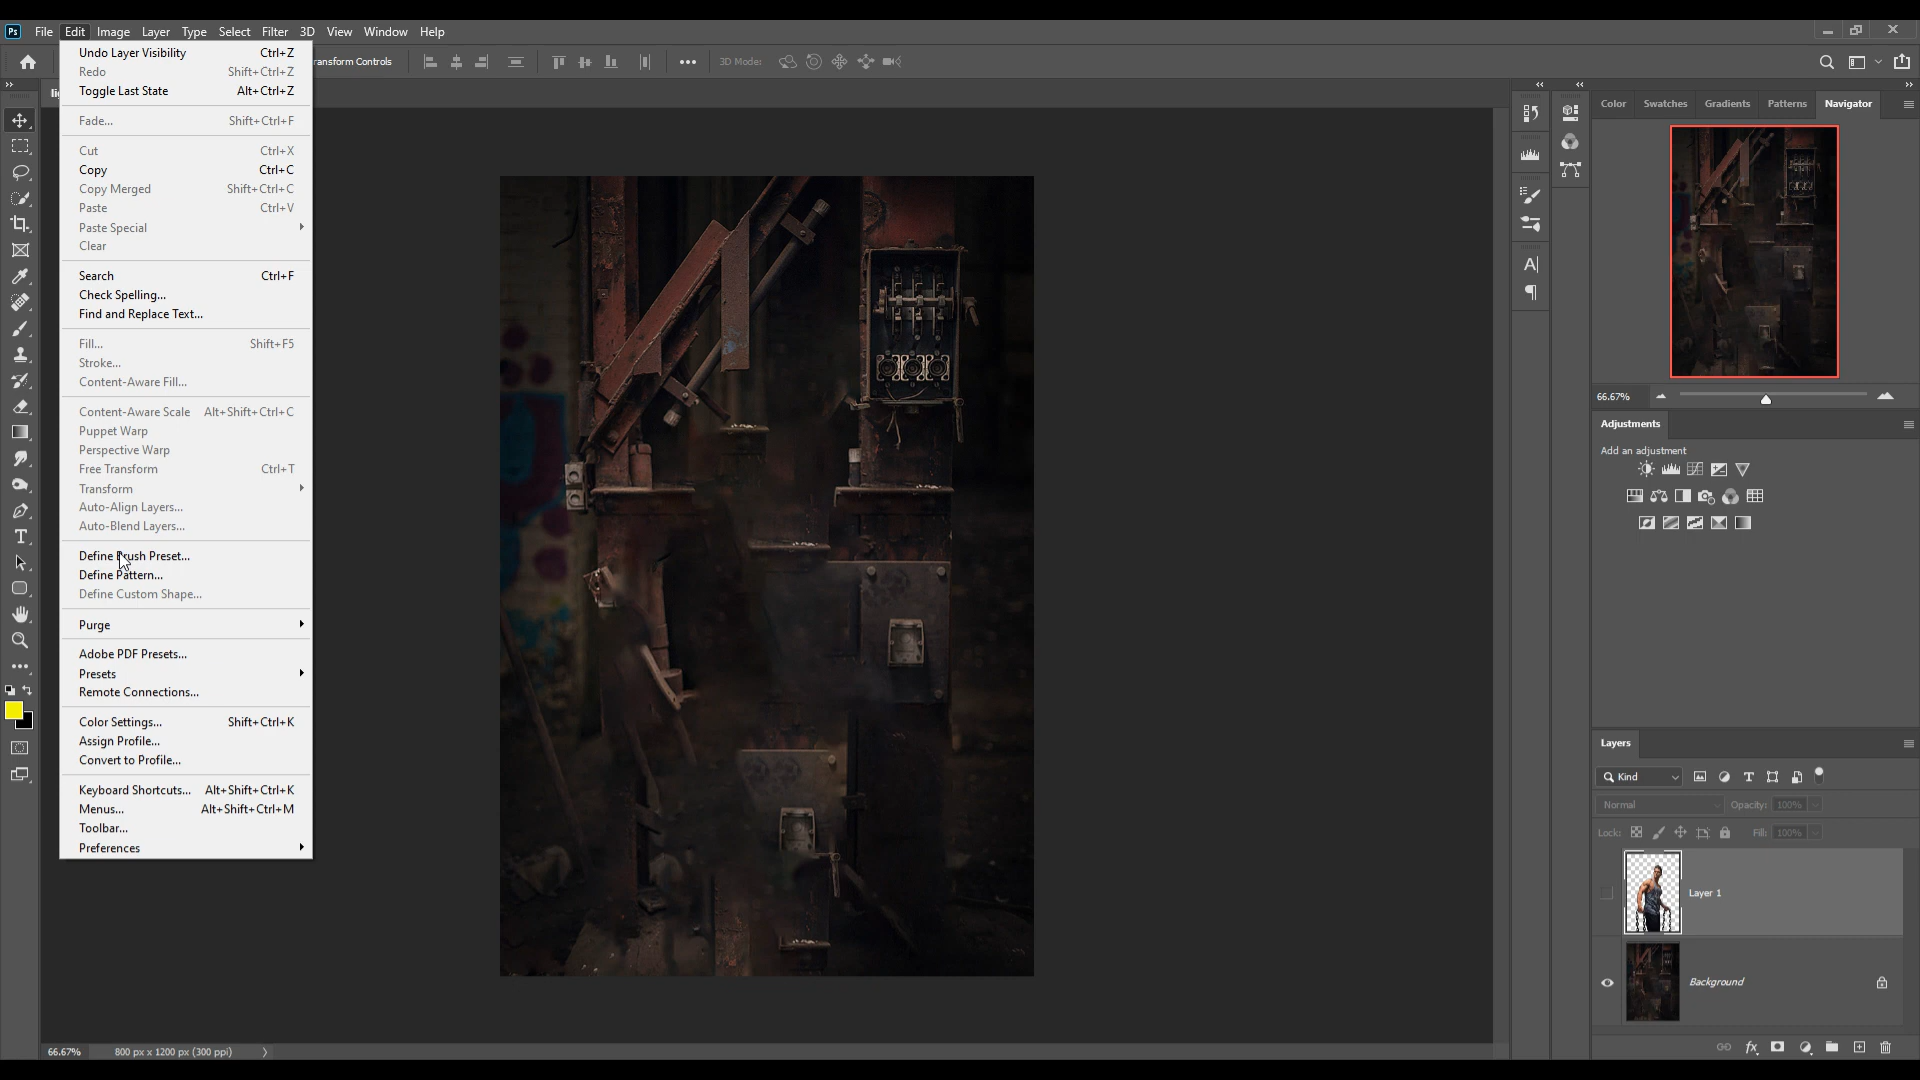 Ps File Edit Image Layer Type Select Filter 3D View Window Help
ransform Controls
3D Mode:
Undo Layer Visibility Ctrl+Z
Redo Shift+Ctrl+Z
Toggle Last State Alt+Ctrl+Z
Fade... Shift+Ctrl+F
Cut Ctrl+X
Copy Ctrl+C
Copy Merged Shift+Ctrl+C
Paste Ctrl+V
Paste Special
Clear
Search Ctrl+F
Check Spelling...
Find and Replace Text...
Fill... Shift+F5
Stroke...
Content-Aware Fill...
Content-Aware Scale Alt+Shift+Ctrl+C
Puppet Warp
Perspective Warp
Free Transform Ctrl+T
Transform
Auto-Align Layers...
Auto-Blend Layers...
Define Brush Preset...
Define Pattern...
Define Custom Shape...
Purge
Adobe PDF Presets...
Presets
Remote Connections...
Color Settings... Shift+Ctrl+K
Assign Profile...
Convert to Profile...
Keyboard Shortcuts... Alt+Shift+Ctrl+K
Menus... Alt+Shift+Ctrl+M
Toolbar...
Preferences
66.67% 800 px x 1200 px (300 ppi)
Color Swatches Gradients Patterns Navigator
66.67%
Adjustments
Add an adjustment
Layers
Kind
Normal Opacity: 100%
Lock: Fill: 100%
Layer 1
Background